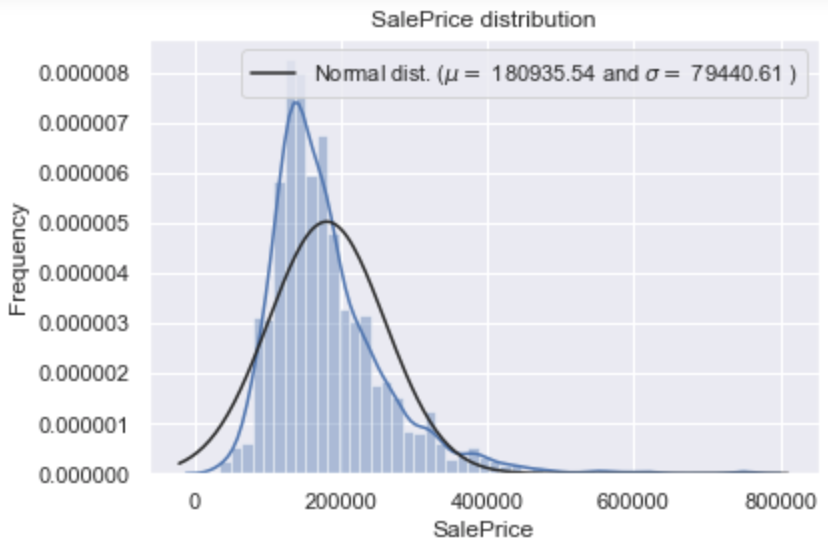 SalePrice distribution
Normal dist. (μ = 180935.54 and σ = 79440.61 )
0.000008
0.000007
0.000006
0.000005
0.000004
0.000003
0.000002
0.000001
0.000000
Frequency
0 200000 400000 600000 800000
SalePrice